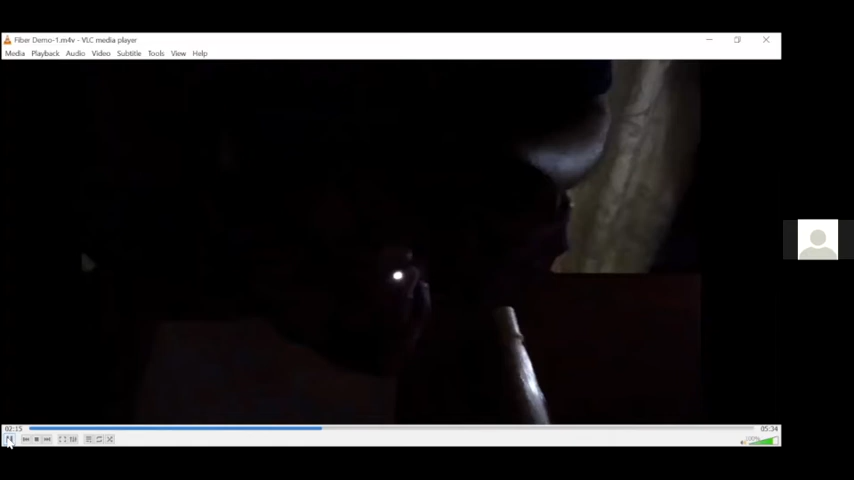 Fiber Demo-1.m4v - VLC media player
Media Playback Audio Video Subtitle Tools View Help
02:15
05:34
100%